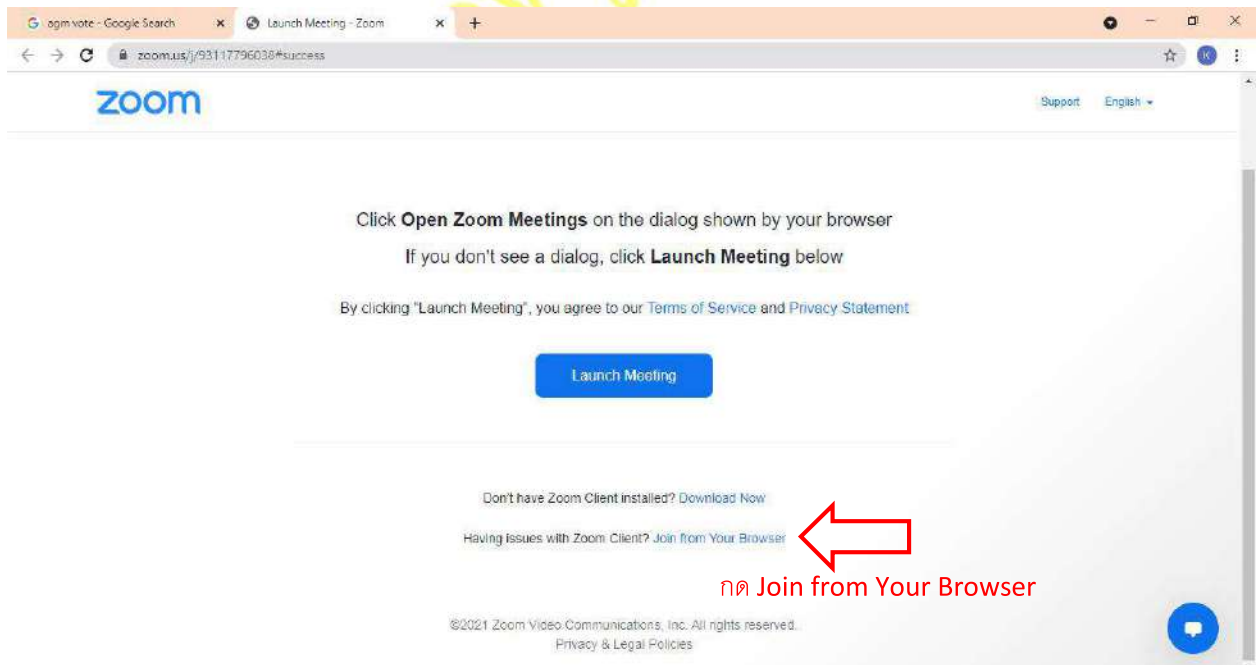 agm vote - Google Search
Launch Meeting - Zoom
zoom.us/j/93117796038#success
K
zoom
Support
English
Click Open Zoom Meetings on the dialog shown by your browser
If you don't see a dialog, click Launch Meeting below
By clicking "Launch Meeting", you agree to our Terms of Service and Privacy Statement
Launch Meeting
Don't have Zoom Client installed? Download Now
Having issues with Zoom Client? Join from Your Browser
กด Join from Your Browser
©2021 Zoom Video Communications, Inc. All rights reserved.
Privacy & Legal Policies